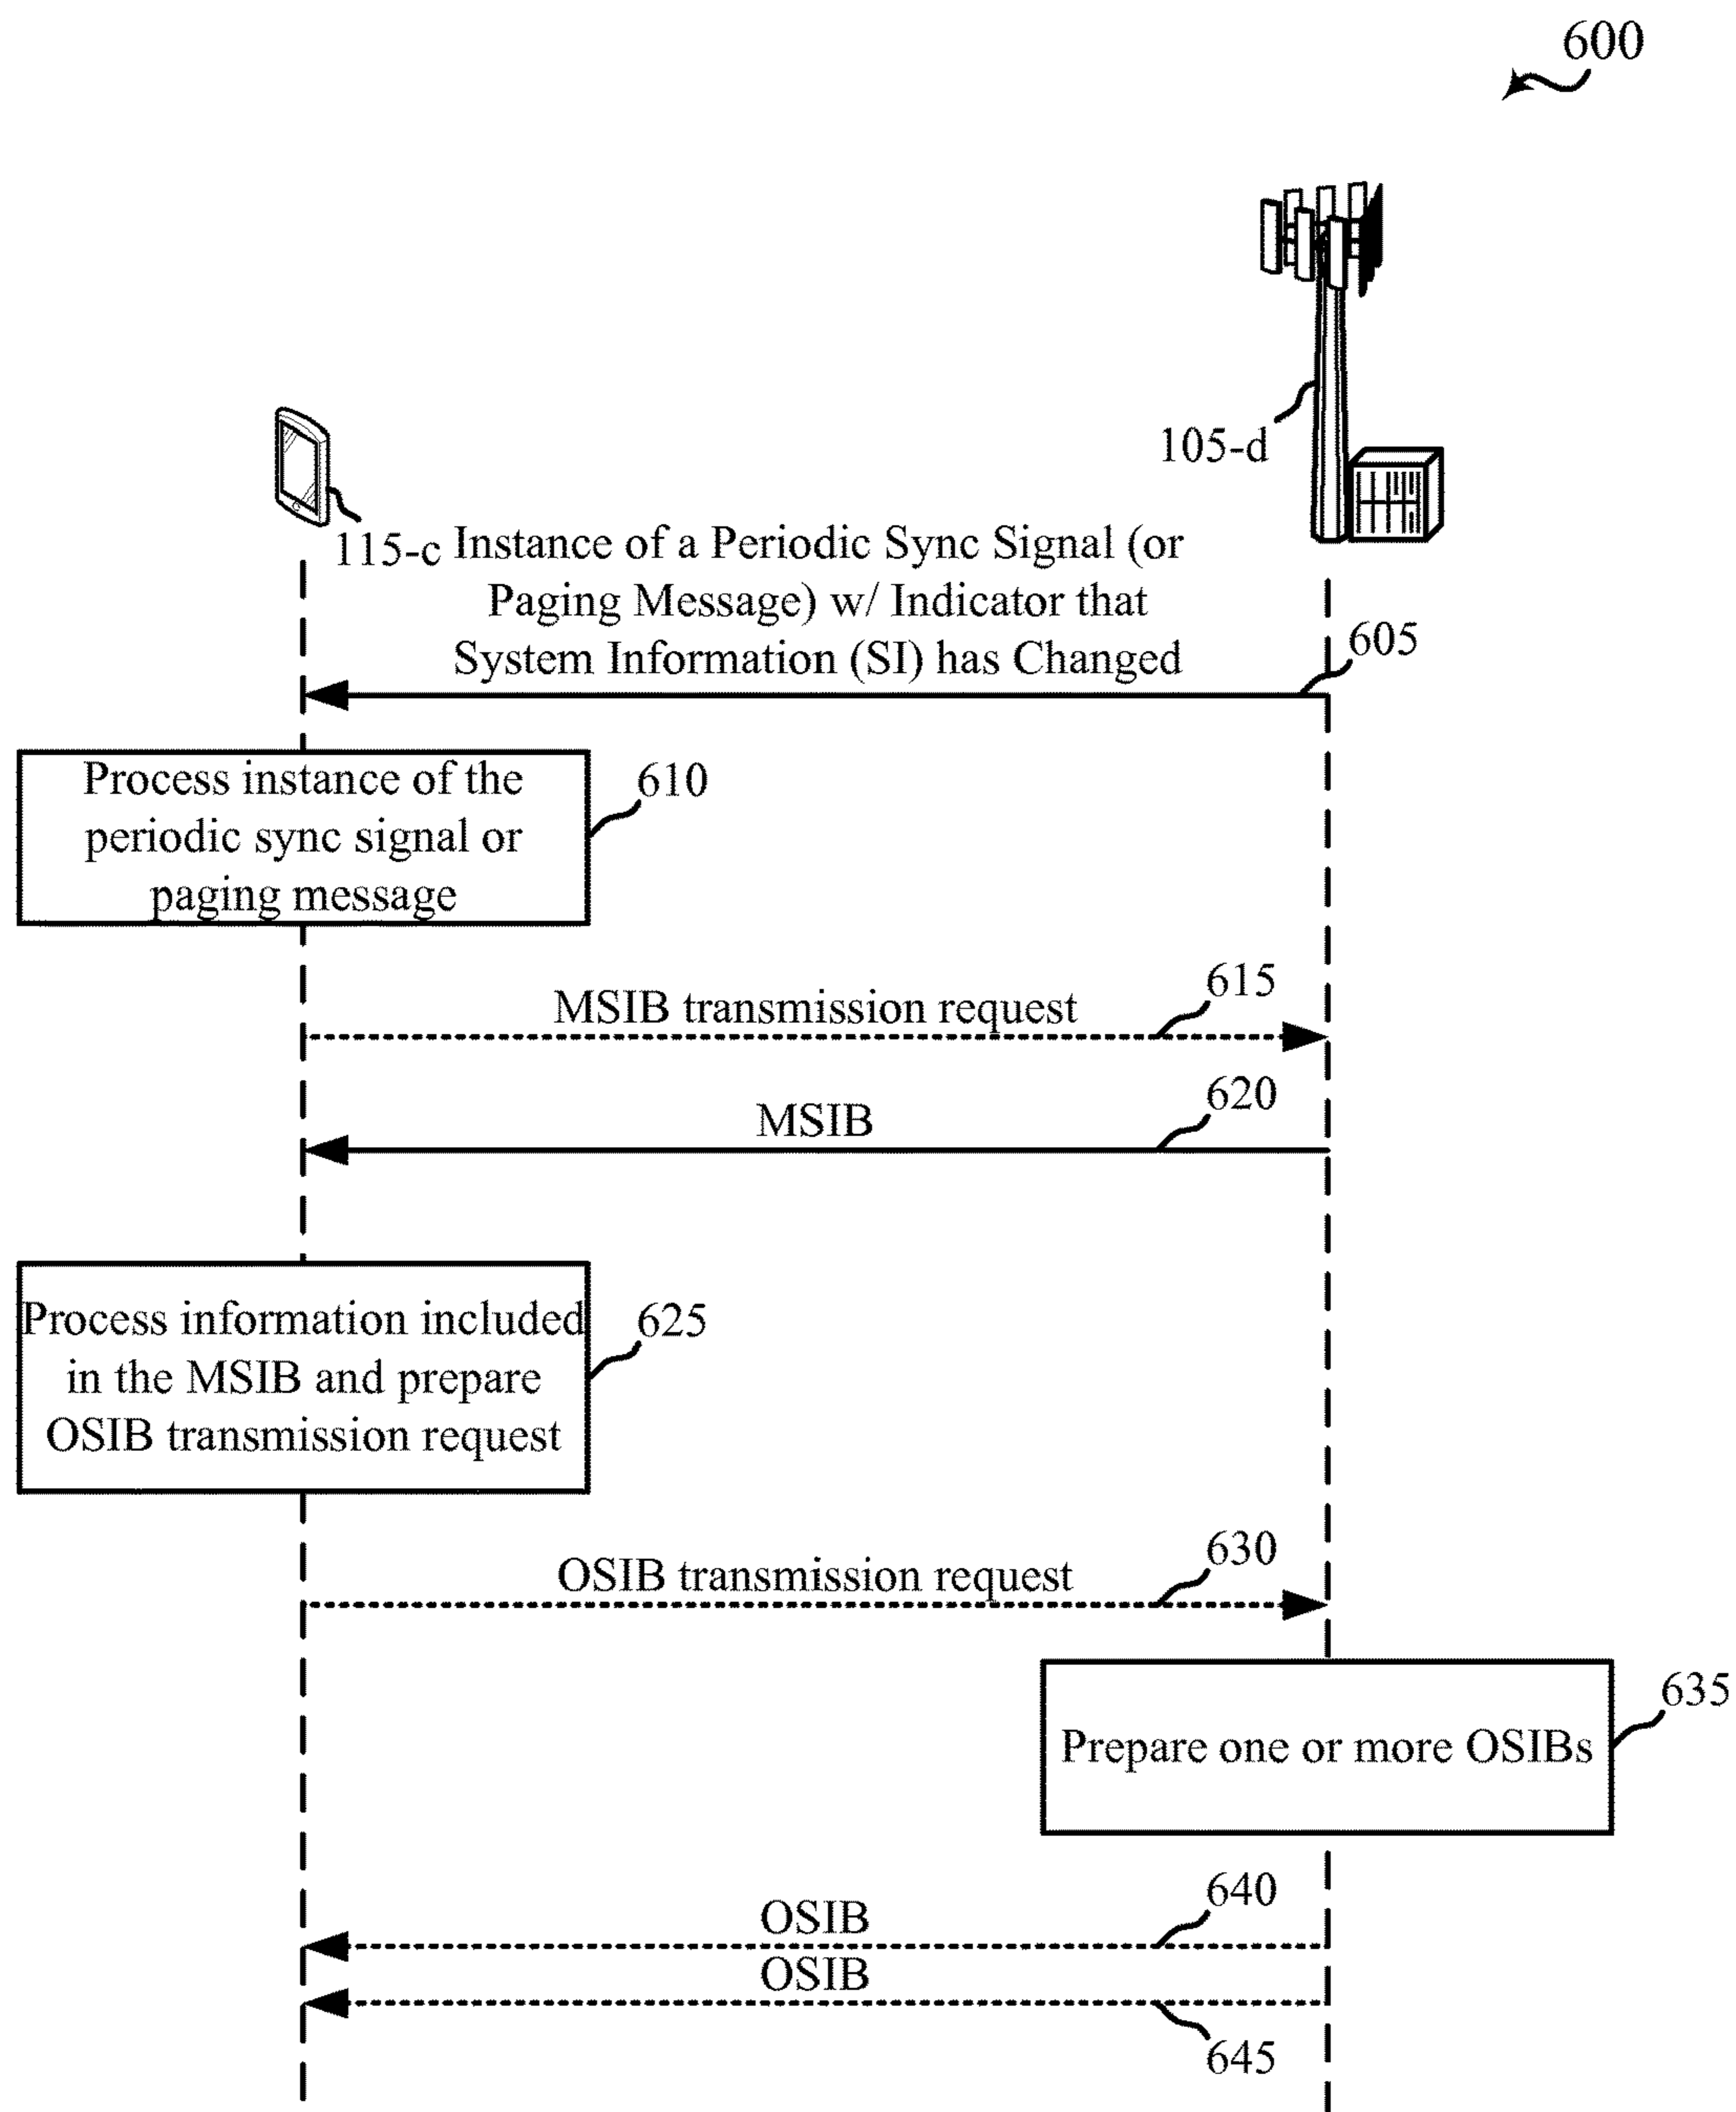 600
105-d
115-c
Instance of a Periodic Sync Signal (or
Paging Message) w/ Indicator that
System Information (SI) has Changed
605
Process instance of the
periodic sync signal or
paging message
610
MSIB transmission request
615
MSIB
620
Process information included
in the MSIB and prepare
OSIB transmission request
625
OSIB transmission request
630
Prepare one or more OSIBs
635
OSIB
640
OSIB
645